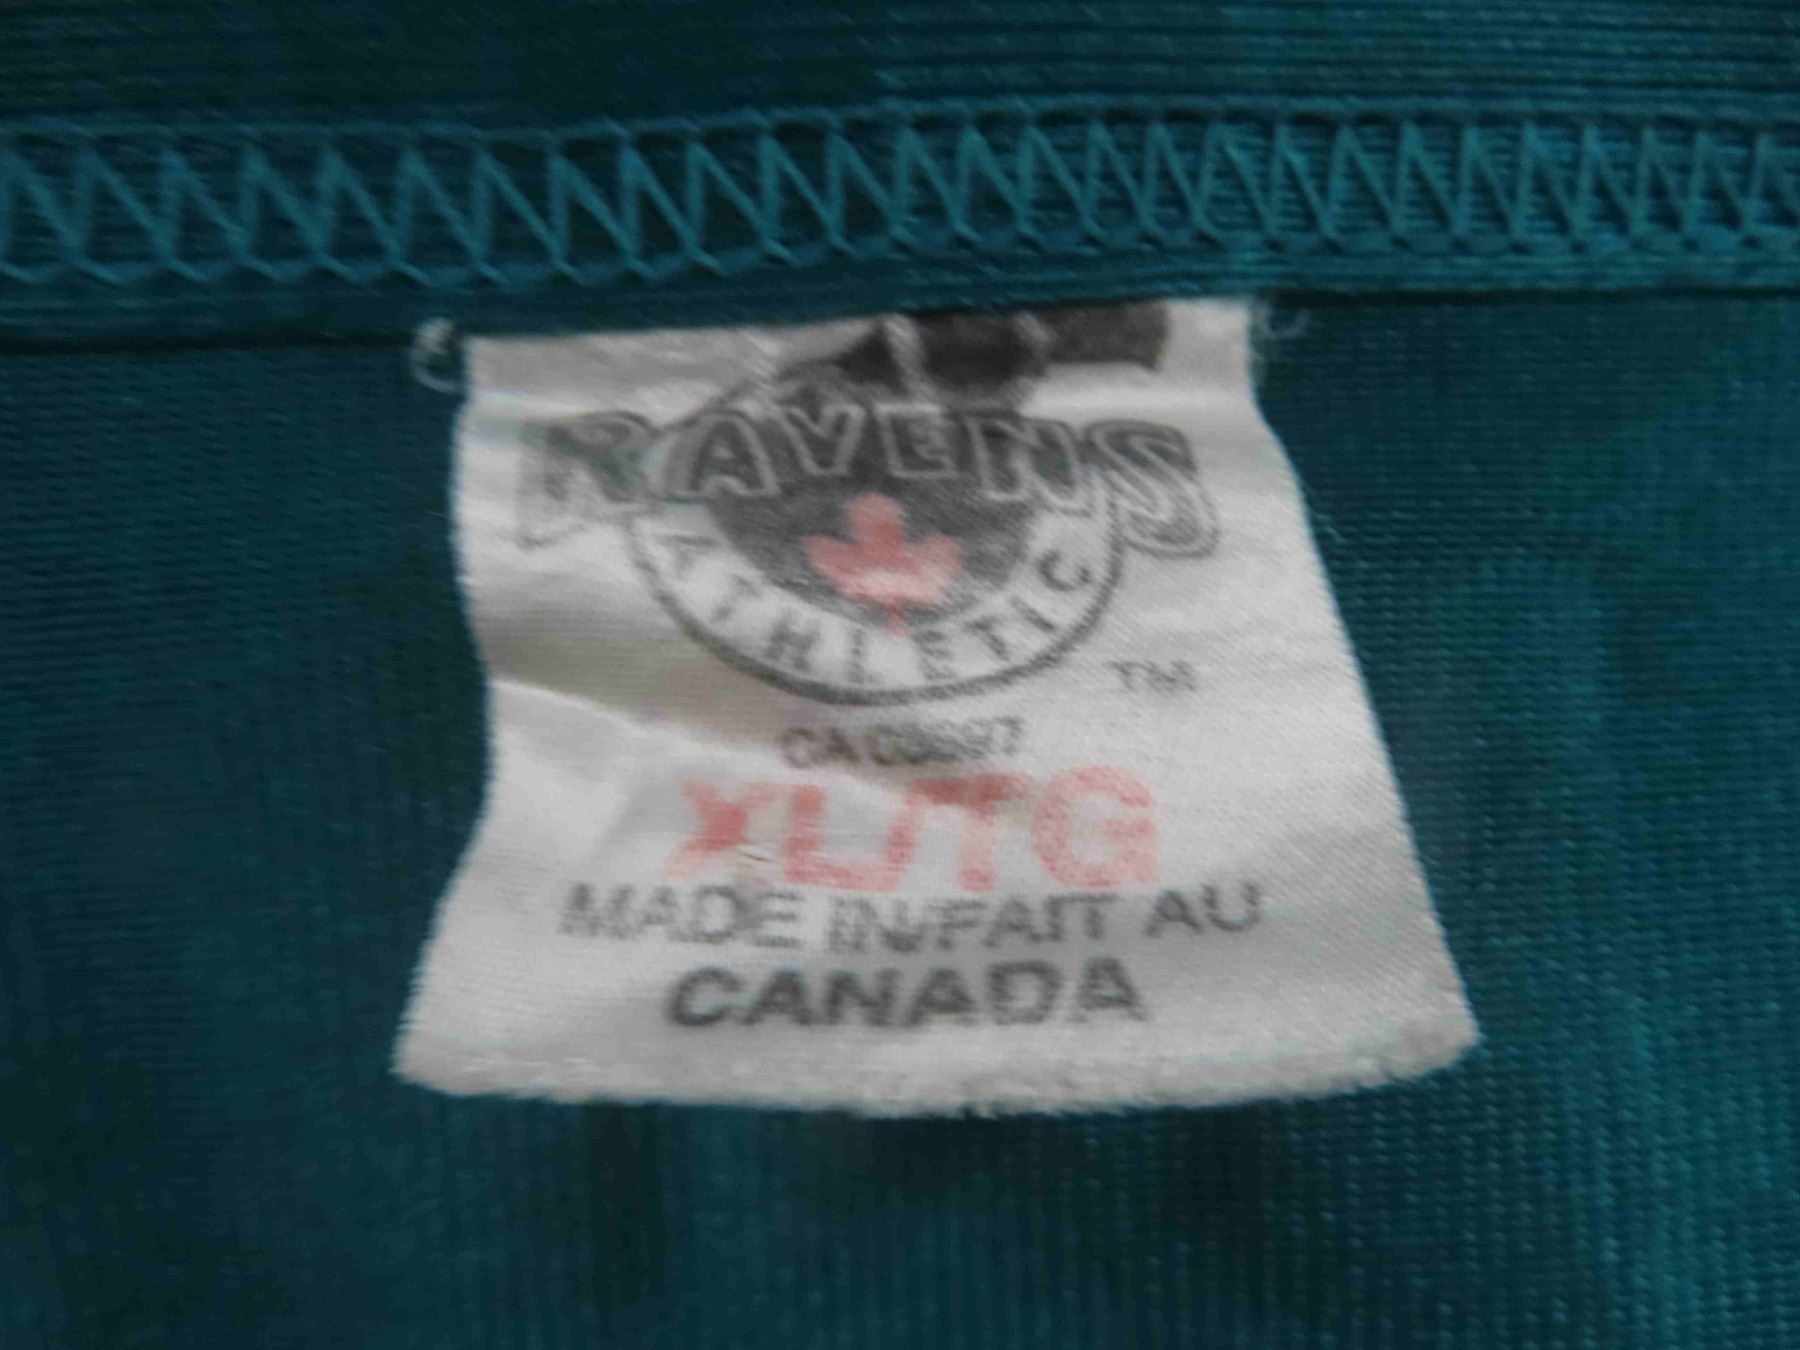 RAVENS
ATHLETIC
TM
XL/TG
MADE IN/FAIT AU
CANADA